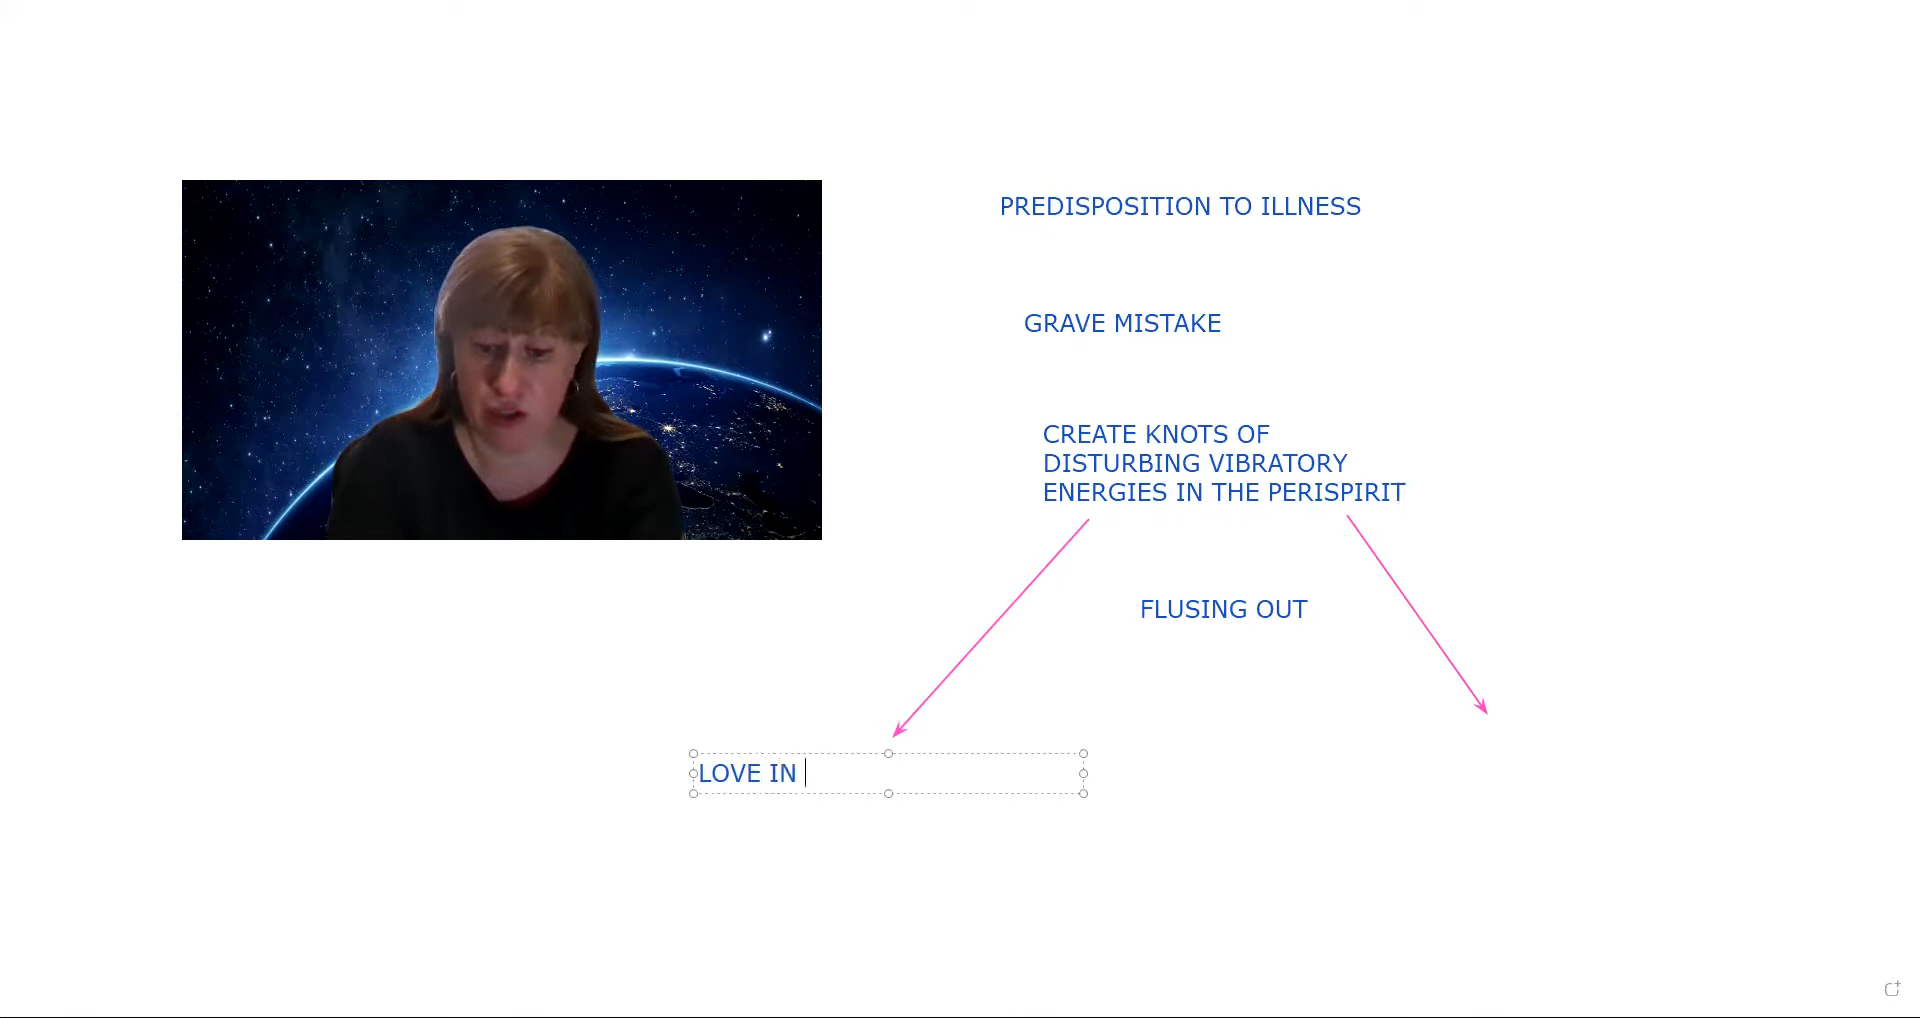 PREDISPOSITION TO ILLNESS
GRAVE MISTAKE
CREATE KNOTS OF
DISTURBING VIBRATORY
ENERGIES IN THE PERISPIRIT
FLUSING OUT
LOVE IN